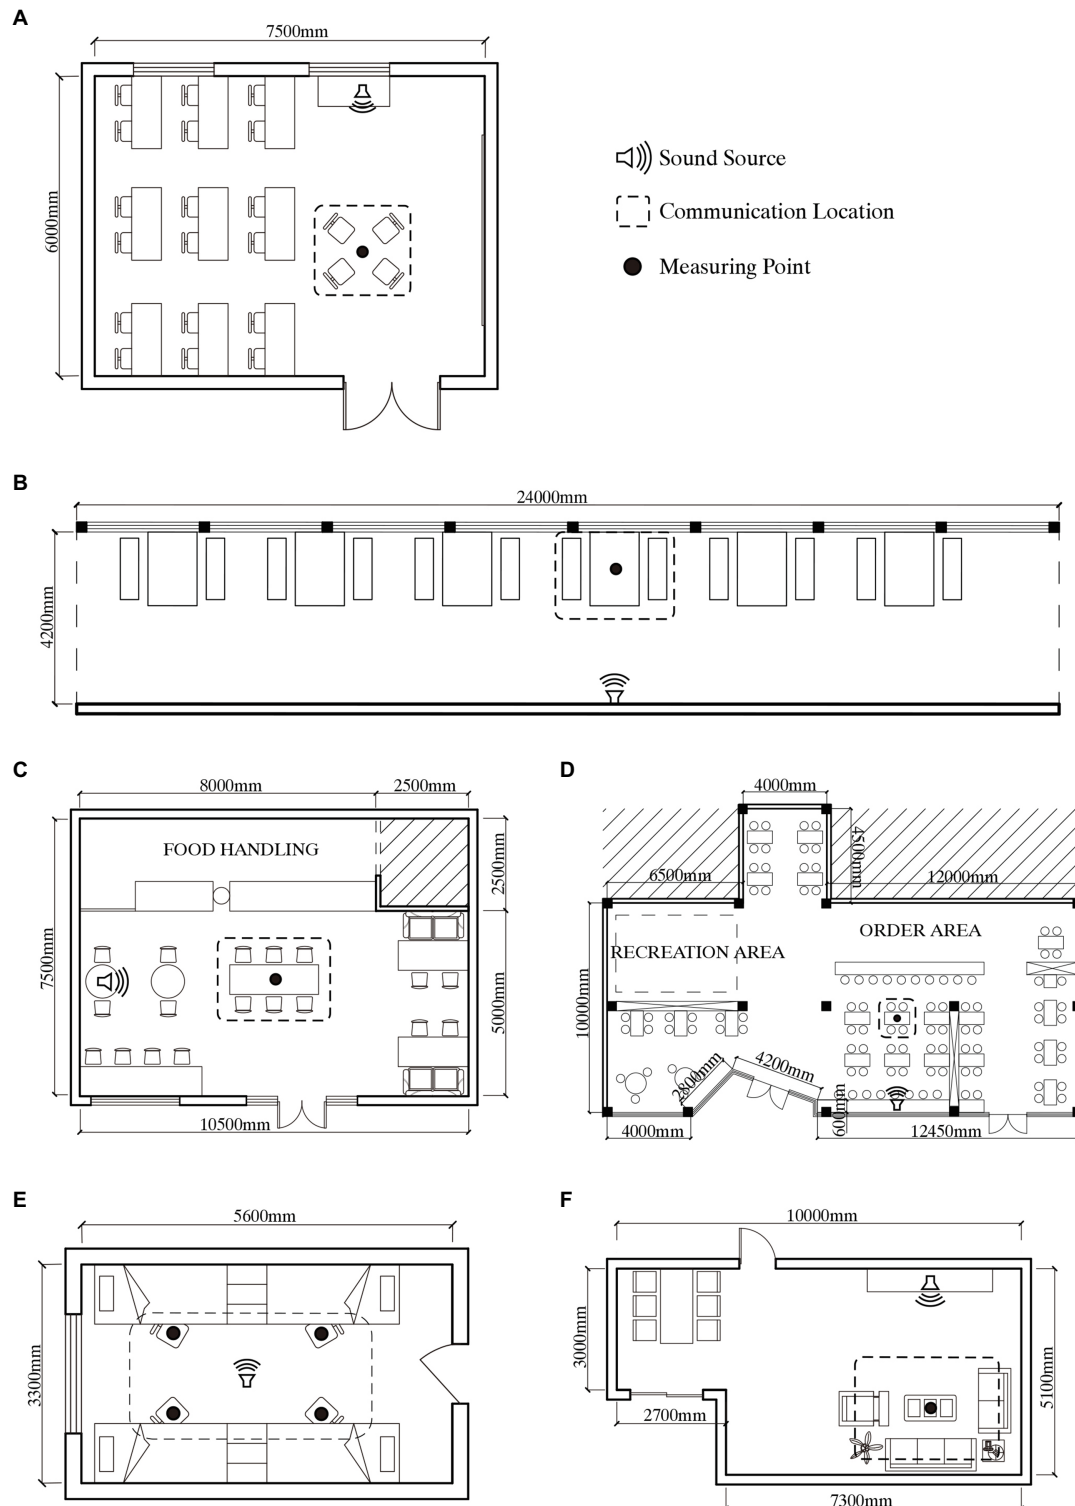 A
7500mm
6000mm
Sound Source
Communication Location
Measuring Point
B
24000mm
4200mm
C
8000mm
2500mm
FOOD HANDLING
2500mm
7500mm
5000mm
10500mm
D
4000mm
4500mm
6500mm
12000mm
RECREATION AREA
ORDER AREA
10000mm
2800mm
4200mm
600mm
4000mm
12450mm
E
5600mm
3300mm
F
10000mm
3000mm
5100mm
2700mm
7300mm